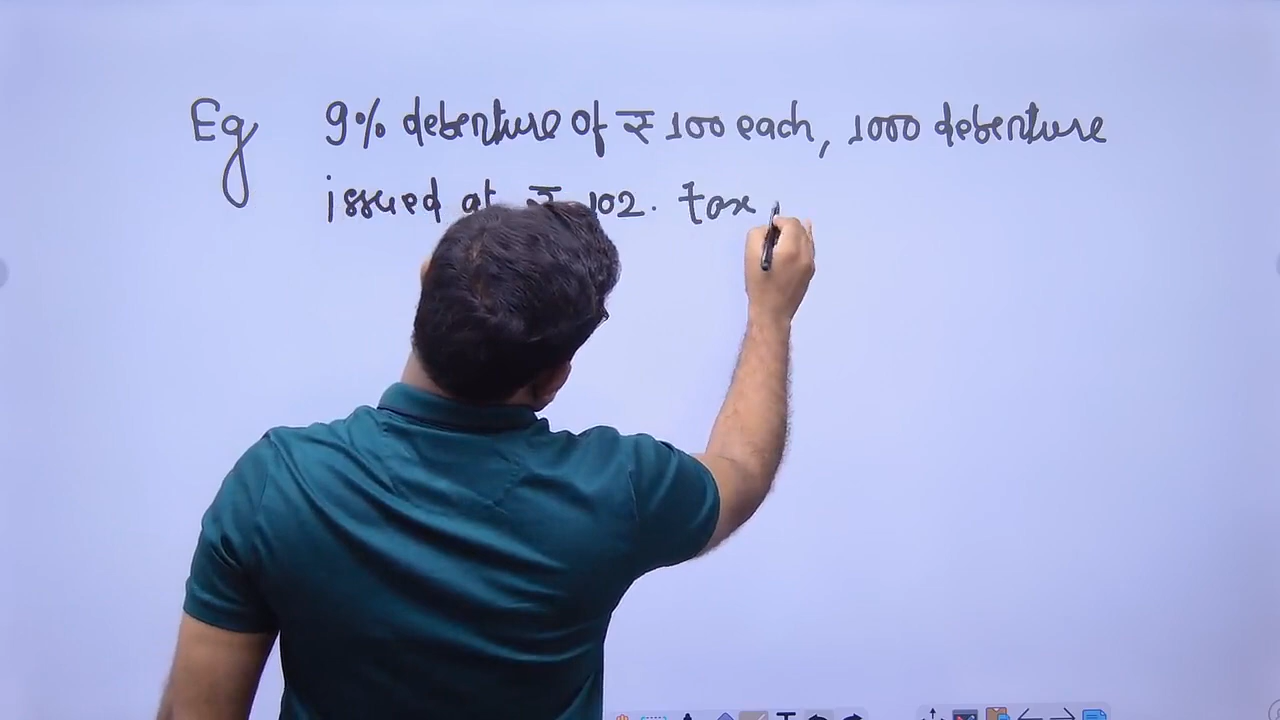 Eg 9% debenture of ₹ 100 each, 1000 debenture
issued at ₹ 102. tax